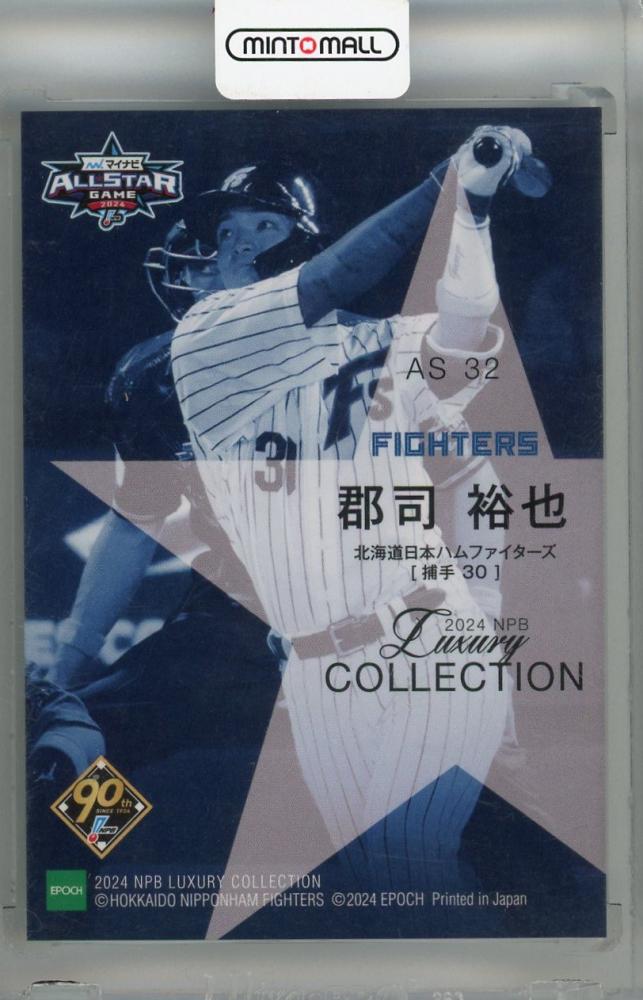 MINTOMALL
マイナビ
ALLSTAR
GAME
2024
AS 32
FIGHTERS
31
郡司 裕也
北海道日本ハムファイターズ
[ 捕手 30 ]
2024 NPB
Luxury
COLLECTION
90th
SINCE 1934
NPB
EPOCH
2024 NPB LUXURY COLLECTION
©HOKKAIDO NIPPONHAM FIGHTERS ©2024 EPOCH Printed in Japan